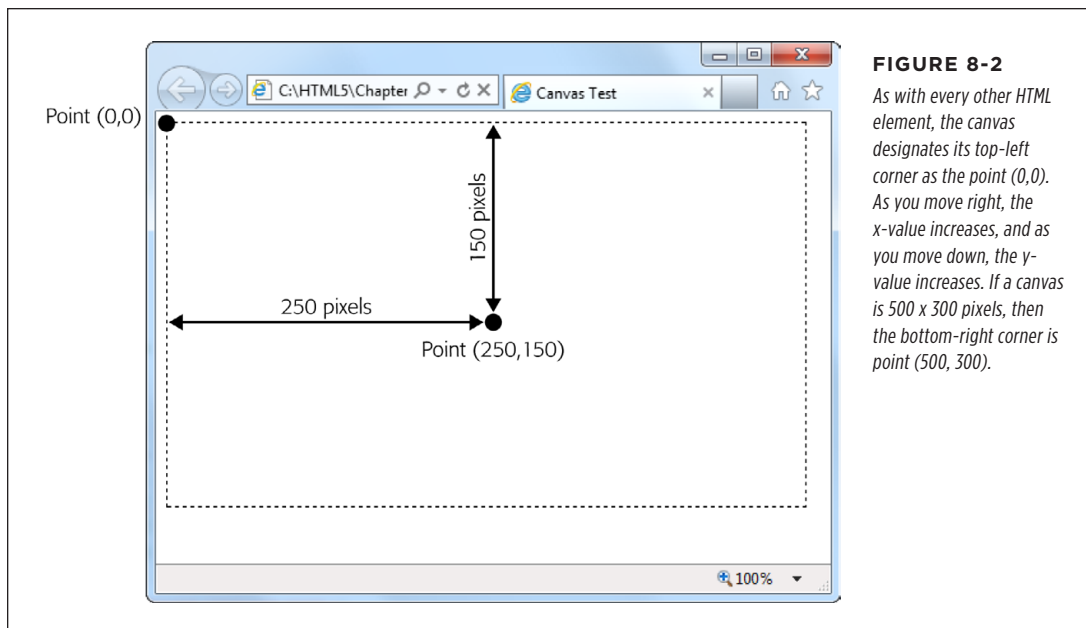 C:\HTML5\Chapter
Canvas Test
Point (0,0)
150 pixels
250 pixels
Point (250,150)
100%
FIGURE 8-2
As with every other HTML
element, the canvas
designates its top-left
corner as the point (0,0).
As you move right, the
x-value increases, and as
you move down, the y-
value increases. If a canvas
is 500 x 300 pixels, then
the bottom-right corner is
point (500, 300).